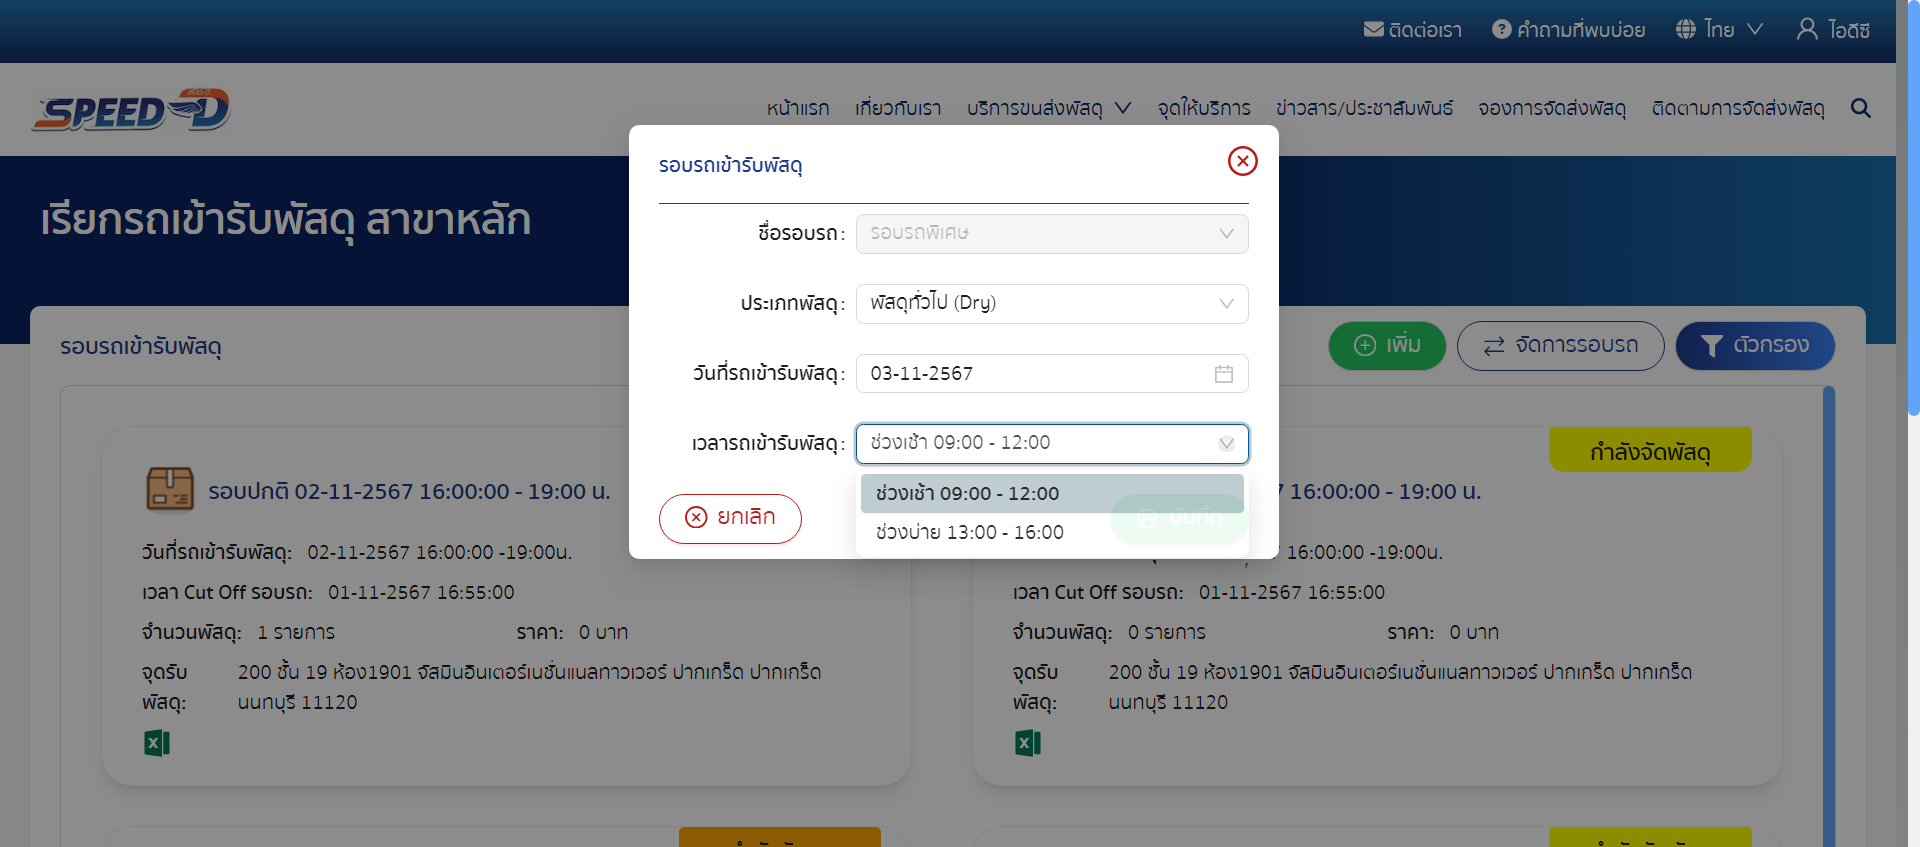 ติดต่อเรา คำถามที่พบบ่อย ไทย ไอดีซี
SPEED-D
หน้าแรก เกี่ยวกับเรา บริการขนส่งพัสดุ จุดให้บริการ ข่าวสาร/ประชาสัมพันธ์ จองการจัดส่งพัสดุ ติดตามการจัดส่งพัสดุ
เรียกรถเข้ารับพัสดุ สาขาหลัก
รอบรถเข้ารับพัสดุ
ชื่อรอบรถ: รอบรถพิเศษ
ประเภทพัสดุ: พัสดุทั่วไป (Dry)
วันที่รถเข้ารับพัสดุ: 03-11-2567
เวลารถเข้ารับพัสดุ: ช่วงเช้า 09:00 - 12:00
ช่วงเช้า 09:00 - 12:00
ช่วงบ่าย 13:00 - 16:00
ยกเลิก บันทึก
รอบรถเข้ารับพัสดุ
เพิ่ม จัดการรอบรถ ตัวกรอง
รอบปกติ 02-11-2567 16:00:00 - 19:00 น.
วันที่รถเข้ารับพัสดุ: 02-11-2567 16:00:00 -19:00น.
เวลา Cut Off รอบรถ: 01-11-2567 16:55:00
จำนวนพัสดุ: 1 รายการ ราคา: 0 บาท
จุดรับพัสดุ: 200 ชั้น 19 ห้อง1901 จัสมินอินเตอร์เนชั่นแนลทาวเวอร์ ปากเกร็ด ปากเกร็ด
นนทบุรี 11120
กำลังจัดพัสดุ
16:00:00 - 19:00 น.
16:00:00 -19:00น.
เวลา Cut Off รอบรถ: 01-11-2567 16:55:00
จำนวนพัสดุ: 0 รายการ ราคา: 0 บาท
จุดรับพัสดุ: 200 ชั้น 19 ห้อง1901 จัสมินอินเตอร์เนชั่นแนลทาวเวอร์ ปากเกร็ด ปากเกร็ด
นนทบุรี 11120